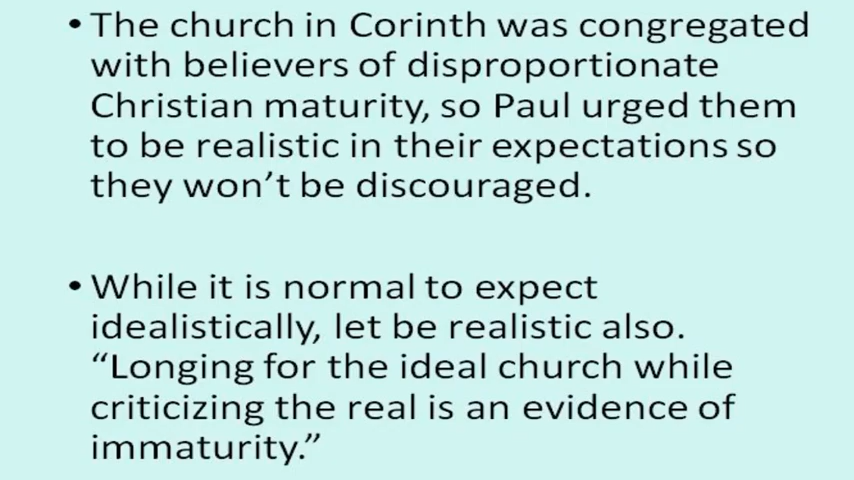 • The church in Corinth was congregated
with believers of disproportionate
Christian maturity, so Paul urged them
to be realistic in their expectations so
they won’t be discouraged.
• While it is normal to expect
idealistically, let be realistic also.
“Longing for the ideal church while
criticizing the real is an evidence of
immaturity.”